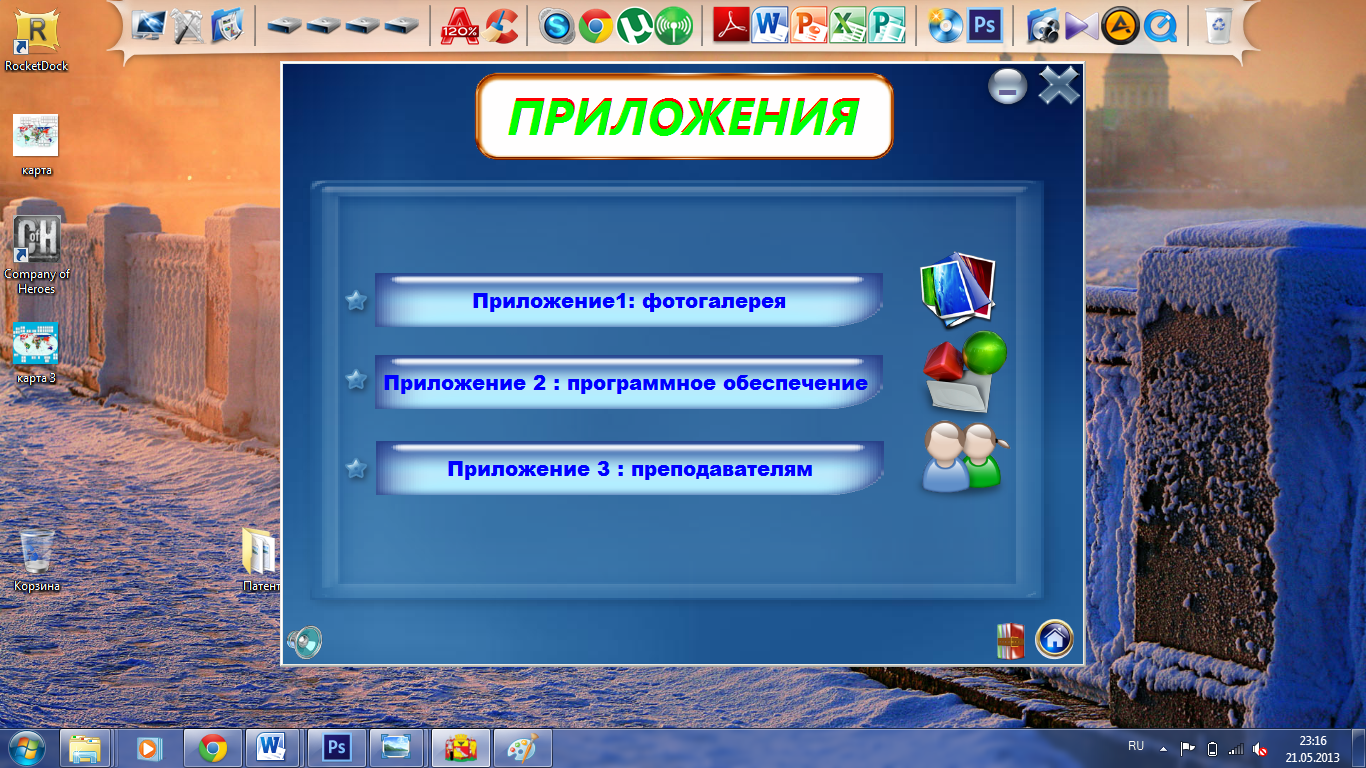 120%
RocketDock
карта
Company of
Heroes
карта 3
Корзина
Патент
ПРИЛОЖЕНИЯ
Приложение1: фотогалерея
Приложение 2 : программное обеспечение
Приложение 3 : преподавателям
RU
23:16
21.05.2013